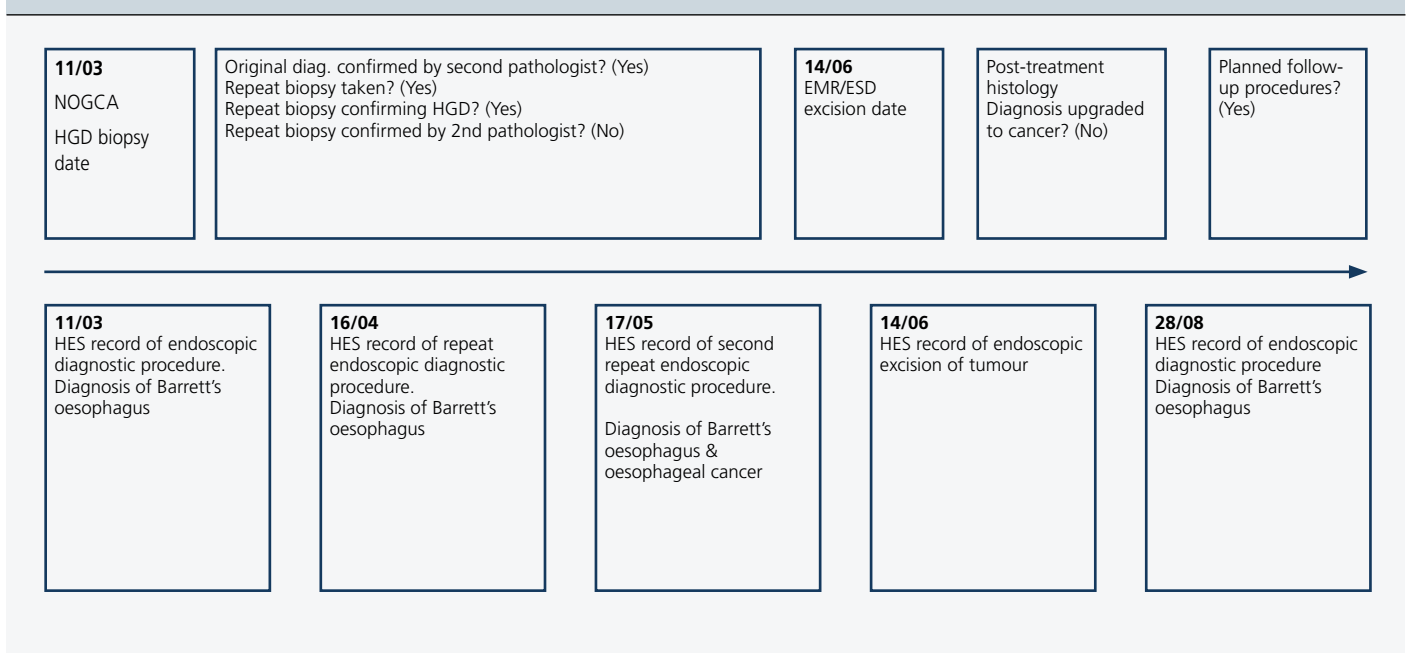 11/03
NOGCA
HGD biopsy
date
Original diag. confirmed by second pathologist? (Yes)
Repeat biopsy taken? (Yes)
Repeat biopsy confirming HGD? (Yes)
Repeat biopsy confirmed by 2nd pathologist? (No)
14/06
EMR/ESD
excision date
Post-treatment
histology
Diagnosis upgraded
to cancer? (No)
Planned follow-
up procedures?
(Yes)
11/03
HES record of endoscopic
diagnostic procedure.
Diagnosis of Barrett’s
oesophagus
16/04
HES record of repeat
endoscopic diagnostic
procedure.
Diagnosis of Barrett’s
oesophagus
17/05
HES record of second
repeat endoscopic
diagnostic procedure.
Diagnosis of Barrett’s
oesophagus &
oesophageal cancer
14/06
HES record of endoscopic
excision of tumour
28/08
HES record of endoscopic
diagnostic procedure
Diagnosis of Barrett’s
oesophagus